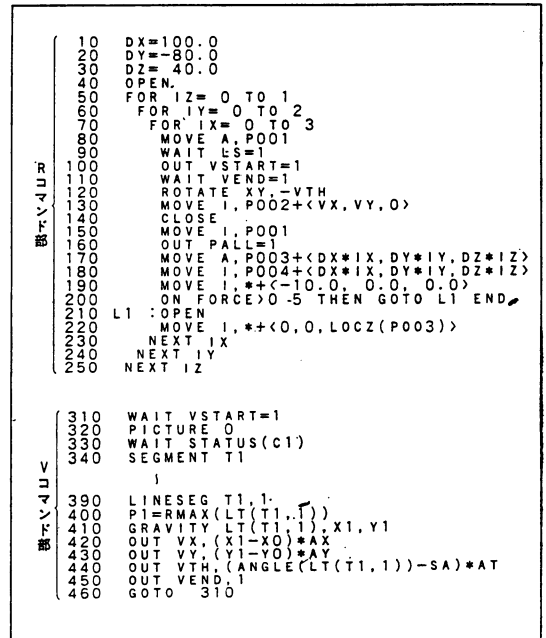 Rコマンド部
10 DX=100.0
20 DY=-80.0
30 DZ= 40.0
40 OPEN
50 FOR IZ= 0 TO 1
60 FOR IY= 0 TO 2
70 FOR IX= 0 TO 3
80 MOVE A,P001
90 WAIT LS=1
100 OUT VSTART=1
110 WAIT VEND=1
120 ROTATE XY,-VTH
130 MOVE I,P002+<VX,VY,0>
140 CLOSE
150 MOVE I,P001
160 OUT PALL=1
170 MOVE A,P003+<DX*IX,DY*IY,DZ*IZ>
180 MOVE I,P004+<DX*IX,DY*IY,DZ*IZ>
190 MOVE I,*+<-10.0, 0.0, 0.0>
200 ON FORCE>0.5 THEN GOTO L1 END
210 L1 :OPEN
220 MOVE I,*+<0,0,LOCZ(P003)>
230 NEXT IX
240 NEXT IY
250 NEXT IZ
Vコマンド部
310 WAIT VSTART=1
320 PICTURE 0
330 WAIT STATUS(C1)
340 SEGMENT T1
≀
390 LINESEG T1,1
400 P1=RMAX(LT(T1,1))
410 GRAVITY LT(T1,1),X1,Y1
420 OUT VX,(X1-X0)*AX
430 OUT VY,(Y1-Y0)*AY
440 OUT VTH,(ANGLE(LT(T1,1))-SA)*AT
450 OUT VEND,1
460 GOTO 310